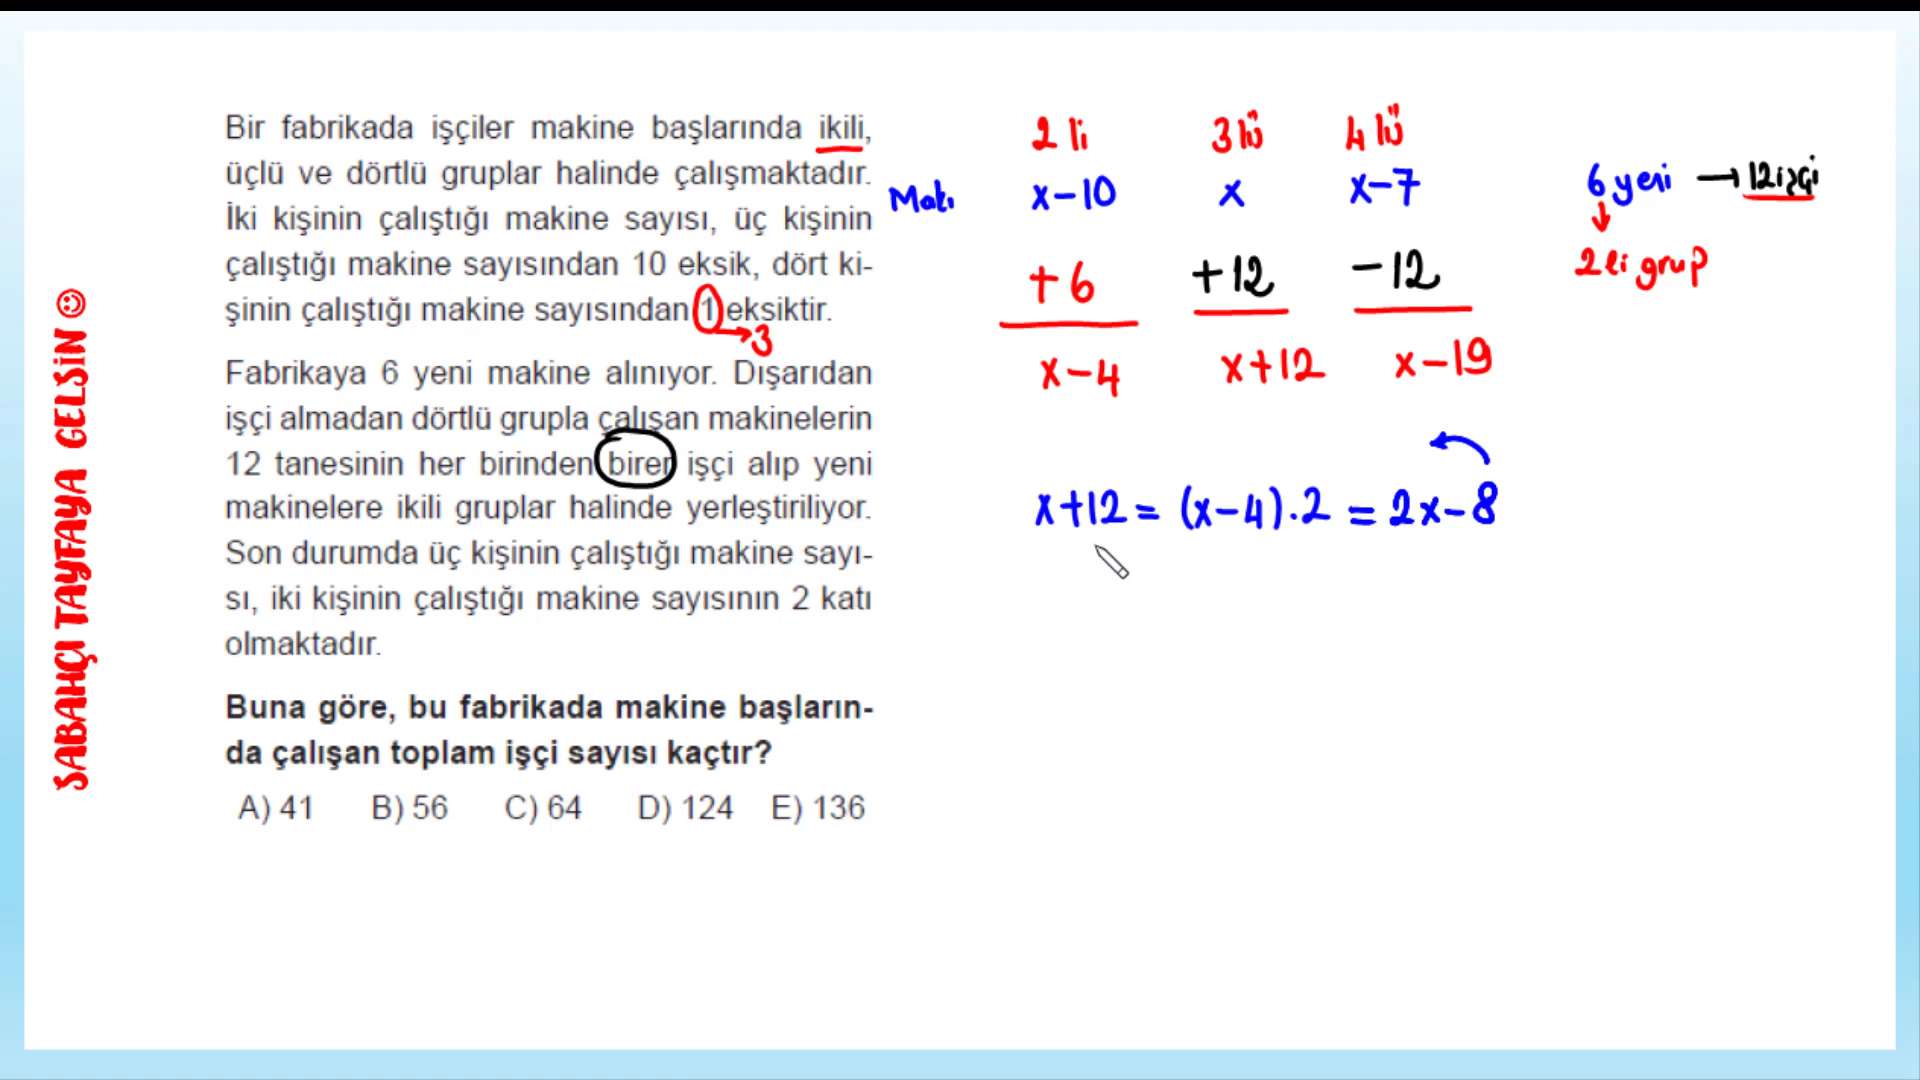 SABAHÇI TAYFAYA GELSİN ☺
Bir fabrikada işçiler makine başlarında ikili,
üçlü ve dörtlü gruplar halinde çalışmaktadır.
İki kişinin çalıştığı makine sayısı, üç kişinin
çalıştığı makine sayısından 10 eksik, dört ki-
şinin çalıştığı makine sayısından 1 eksiktir.
→3
Fabrikaya 6 yeni makine alınıyor. Dışarıdan
işçi almadan dörtlü grupla çalışan makinelerin
12 tanesinin her birinden birer işçi alıp yeni
makinelere ikili gruplar halinde yerleştiriliyor.
Son durumda üç kişinin çalıştığı makine sayı-
sı, iki kişinin çalıştığı makine sayısının 2 katı
olmaktadır.
Buna göre, bu fabrikada makine başların-
da çalışan toplam işçi sayısı kaçtır?
A) 41 B) 56 C) 64 D) 124 E) 136
2 li 3 lü 4 lü
Mak. x-10 x x-7
+6 +12 -12
x-4 x+12 x-19
6 yeni → 12 işçi
↓
2 li grup
x+12 = (x-4).2 = 2x-8